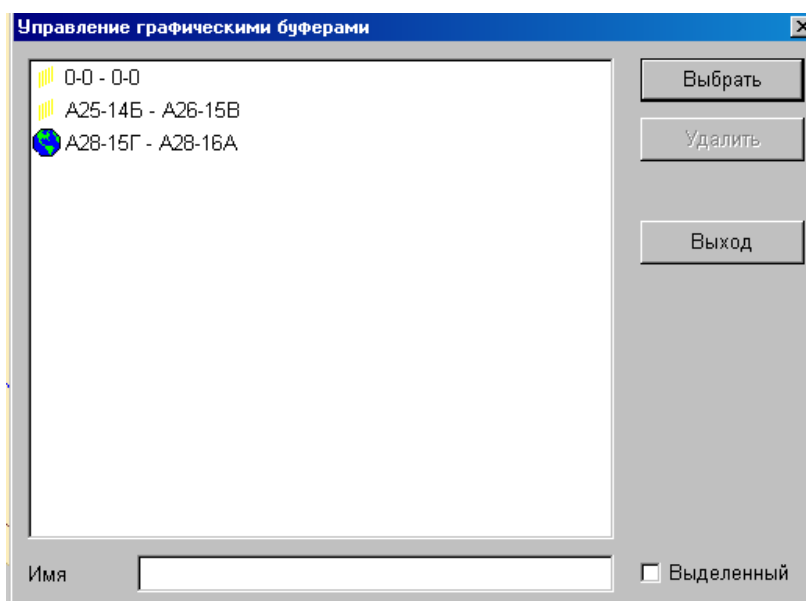 Управление графическими буферами
0-0 - 0-0
А25-14Б - А26-15В
А28-15Г - А28-16А
Выбрать
Удалить
Выход
Имя
Выделенный